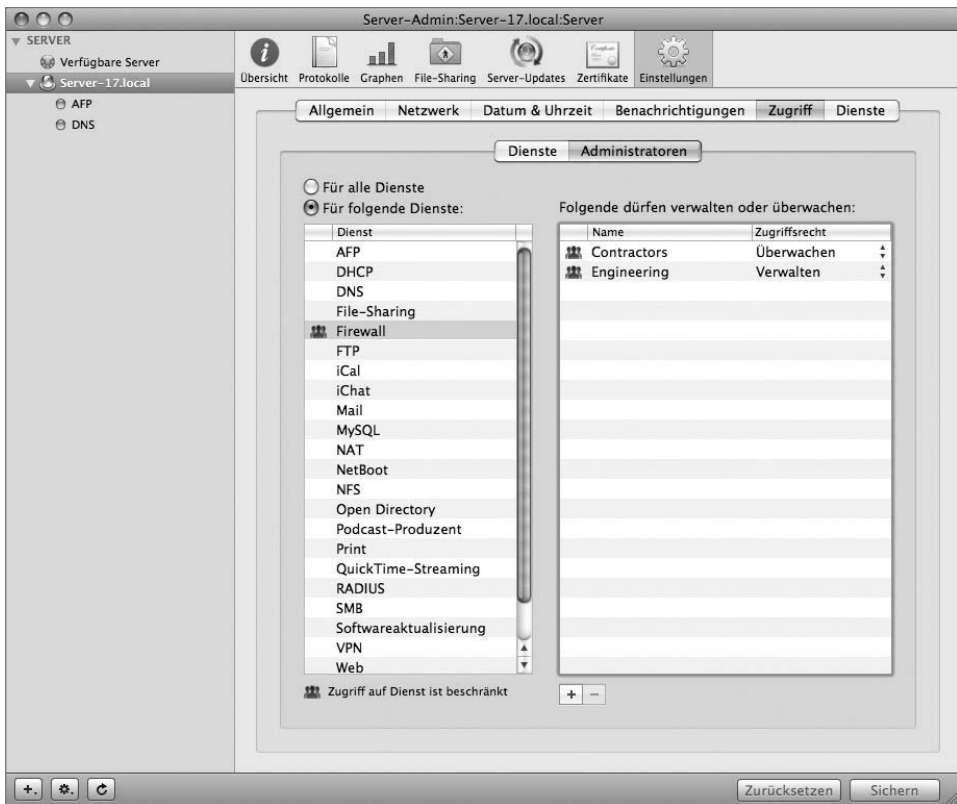 Server-Admin:Server-17.local:Server
SERVER
Verfügbare Server
Server-17.local
AFP
DNS
Übersicht Protokolle Graphen File-Sharing Server-Updates Zertifikate Einstellungen
Allgemein Netzwerk Datum & Uhrzeit Benachrichtigungen Zugriff Dienste
Dienste Administratoren
Für alle Dienste
Für folgende Dienste:
Dienst
AFP
DHCP
DNS
File-Sharing
Firewall
FTP
iCal
iChat
Mail
MySQL
NAT
NetBoot
NFS
Open Directory
Podcast-Produzent
Print
QuickTime-Streaming
RADIUS
SMB
Softwareaktualisierung
VPN
Web
Zugriff auf Dienst ist beschränkt
Folgende dürfen verwalten oder überwachen:
Name Zugriffsrecht
Contractors Überwachen
Engineering Verwalten
+ −
Zurücksetzen Sichern